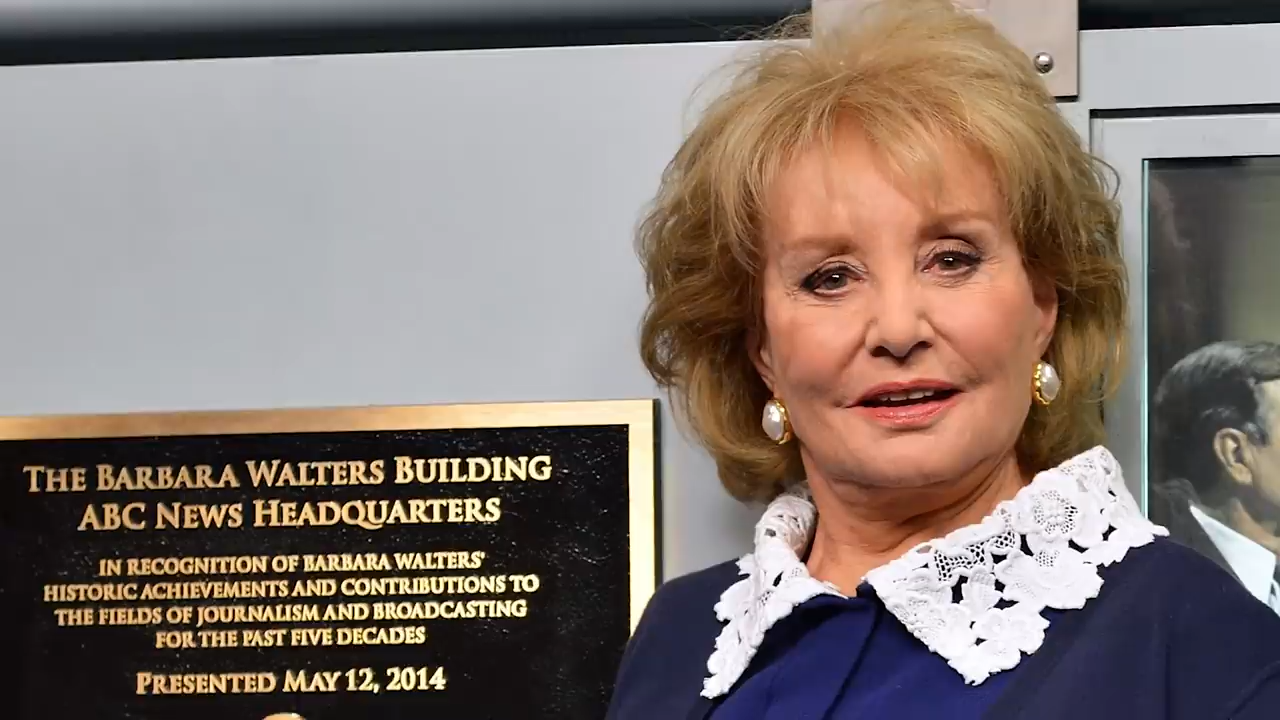 THE BARBARA WALTERS BUILDING
ABC NEWS HEADQUARTERS
IN RECOGNITION OF BARBARA WALTERS'
HISTORIC ACHIEVEMENTS AND CONTRIBUTIONS TO
THE FIELDS OF JOURNALISM AND BROADCASTING
FOR THE PAST FIVE DECADES
PRESENTED MAY 12, 2014